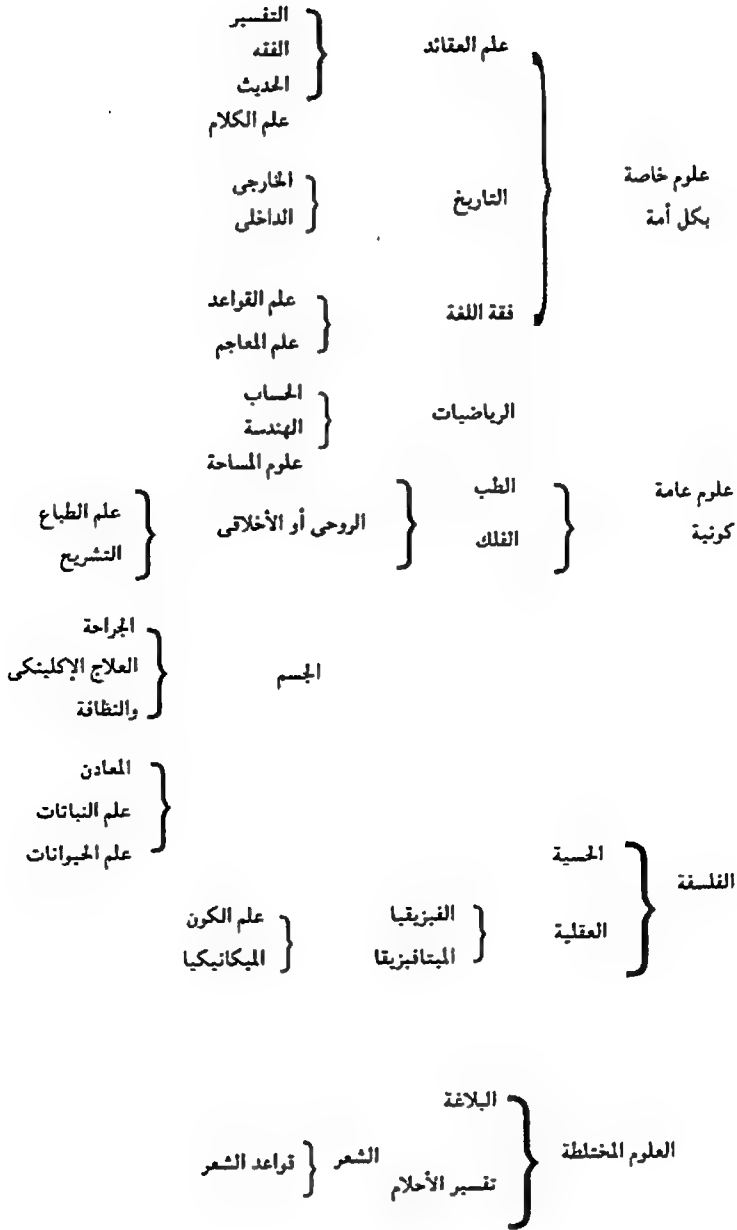 التفسير
علم العقائد
الفقه
الحديث
علم الكلام
علوم خاصة
بكل أمة
التاريخ
الخارجى
الداخلى
فقة اللغة
علم القواعد
علم المعاجم
الرياضيات
الحساب
الهندسة
علوم المساحة
علوم عامة
كونية
الطب
الفلك
الروحى أو الأخلاقى
علم الطباع
التشريح
الجسم
الجراحة
العلاج الإكلينكى
والنظافة
المعادن
علم النباتات
علم الحيوانات
الفلسفة
الحسية
العقلية
الفيزيقيا
الميتافيزيقا
علم الكون
الميكانيكيا
العلوم المختلطة
البلاغة
تفسير الأحلام
الشعر
قواعد الشعر